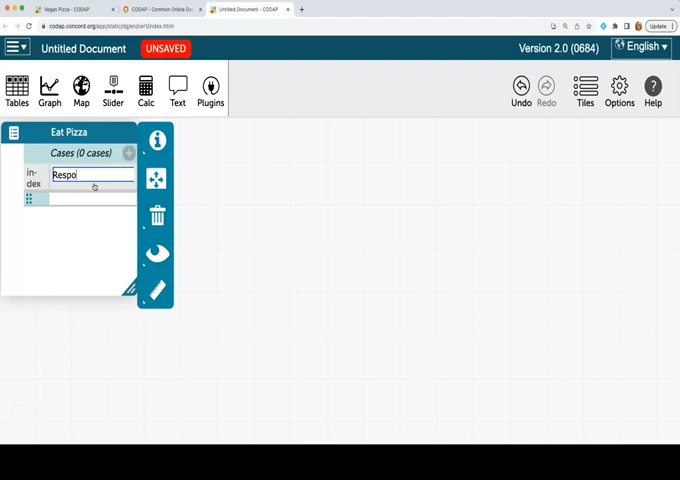 Vegan Pizza - CODAP
CODAP - Common Online Da
Untitled Document - CODAP
codap.concord.org/app/static/dg/en/cert/index.html
Update
Untitled Document
UNSAVED
Version 2.0 (0684)
English
Tables
Graph
Map
Slider
Calc
Text
Plugins
Undo
Redo
Tiles
Options
Help
Eat Pizza
Cases (0 cases)
in-
dex
Respo